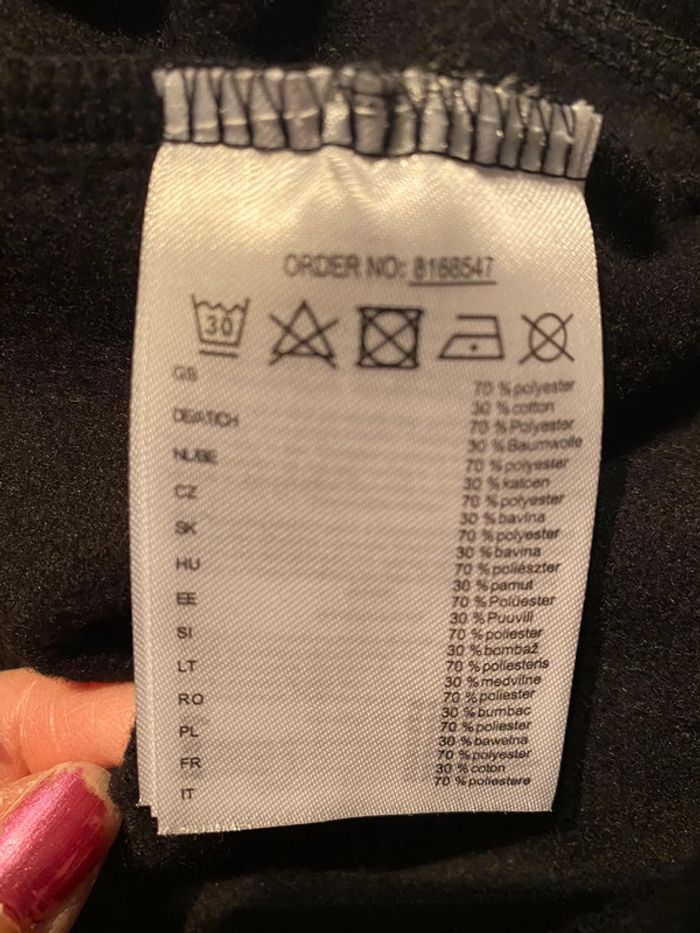 ORDER NO: 8168547
30
GB
70 % polyester
30 % cotton
DE/AT/CH
70 % Polyester
30 % Baumwolle
NL/BE
70 % polyester
30 % katoen
CZ
70 % polyester
30 % bavlna
SK
70 % polyester
30 % bavlna
HU
70 % poliészter
30 % pamut
EE
70 % Polüester
30 % Puuvill
SI
70 % poliester
30 % bombaž
LT
70 % poliesteris
30 % medvilnė
RO
70 % poliester
30 % bumbac
PL
70 % poliester
30 % bawełna
FR
70 % polyester
30 % coton
IT
70 % poliestere